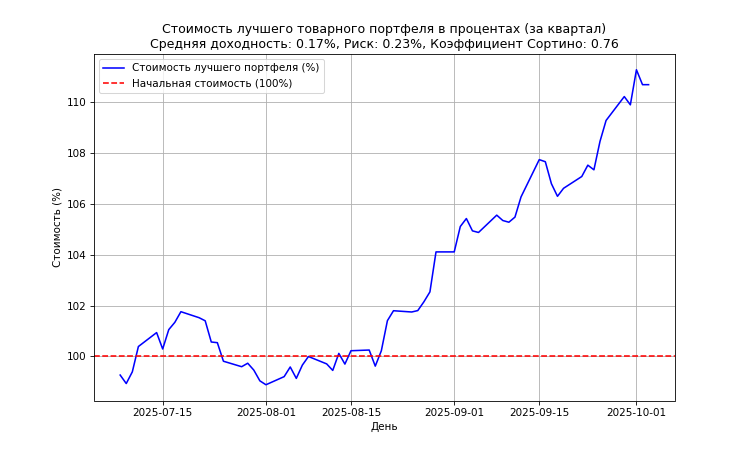 Стоимость лучшего товарного портфеля в процентах (за квартал)
Средняя доходность: 0.17%, Риск: 0.23%, Коэффициент Сортино: 0.76
Стоимость лучшего портфеля (%)
Начальная стоимость (100%)
Стоимость (%)
110
108
106
104
102
100
2025-07-15
2025-08-01
2025-08-15
2025-09-01
2025-09-15
2025-10-01
День